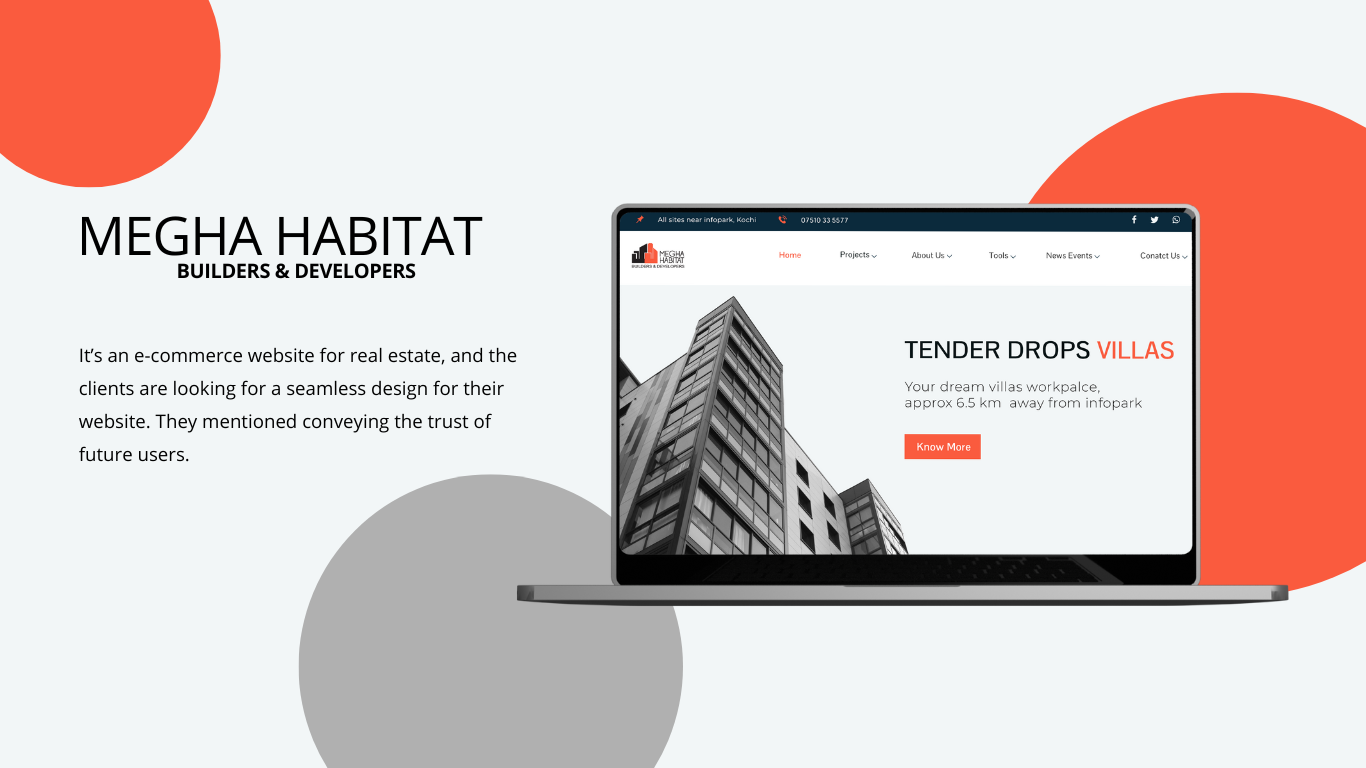 MEGHA HABITAT
BUILDERS & DEVELOPERS
It’s an e-commerce website for real estate, and the
clients are looking for a seamless design for their
website. They mentioned conveying the trust of
future users.
All sites near infopark, Kochi
07510 33 5577
MEGHA
HABITAT
BUILDERS & DEVELOPERS
Home
Projects
About Us
Tools
News Events
Conatct Us
TENDER DROPS VILLAS
Your dream villas workpalce,
approx 6.5 km away from infopark
Know More